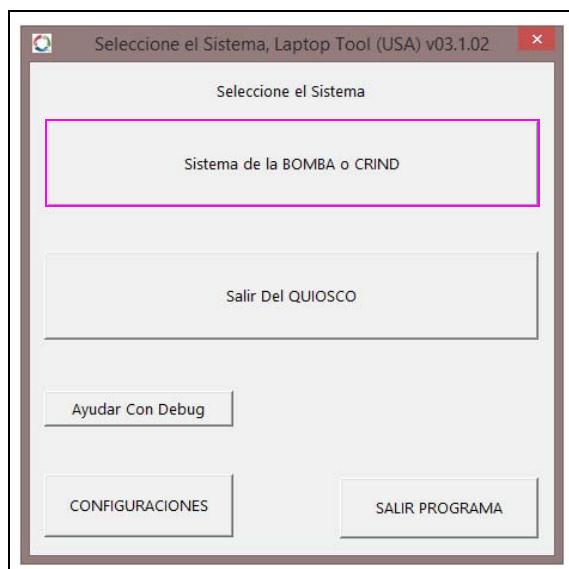 Seleccione el Sistema, Laptop Tool (USA) v03.1.02
Seleccione el Sistema
Sistema de la BOMBA o CRIND
Salir Del QUIOSCO
Ayudar Con Debug
CONFIGURACIONES
SALIR PROGRAMA